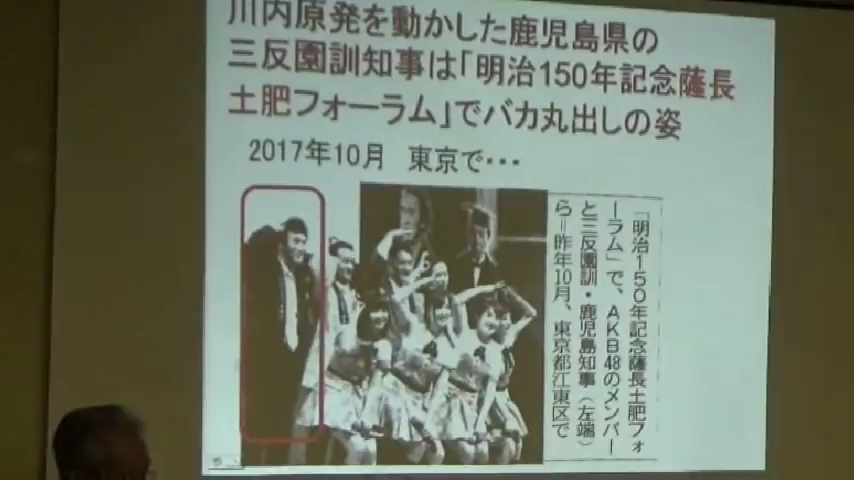 川内原発を動かした鹿児島県の
三反園訓知事は「明治150年記念薩長
土肥フォーラム」でバカ丸出しの姿
2017年10月 東京で・・・
「明治150年記念薩長土肥フォ
ーラム」で、AKB48のメンバー
と三反園訓・鹿児島知事（左端）
ら＝昨年10月、東京都江東区で